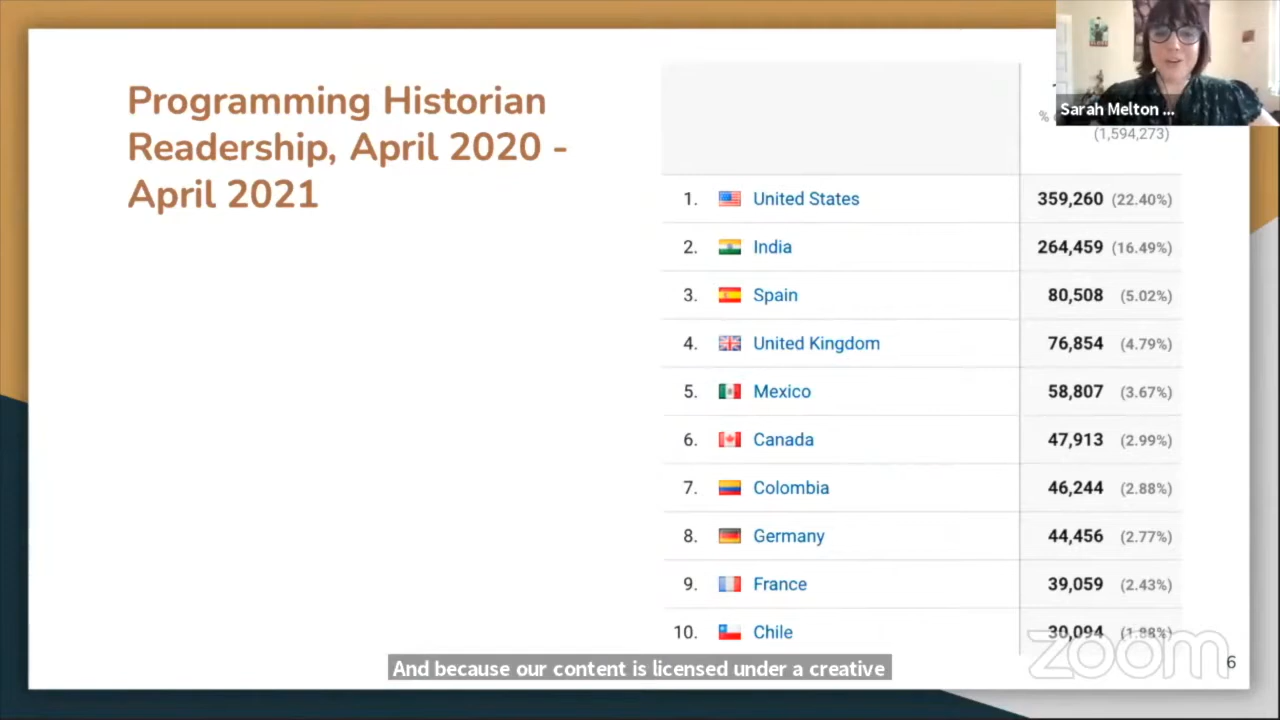 Programming Historian
Readership, April 2020 -
April 2021
Sarah Melton ...
%
(1,594,273)
1. United States 359,260 (22.40%)
2. India 264,459 (16.49%)
3. Spain 80,508 (5.02%)
4. United Kingdom 76,854 (4.79%)
5. Mexico 58,807 (3.67%)
6. Canada 47,913 (2.99%)
7. Colombia 46,244 (2.88%)
8. Germany 44,456 (2.77%)
9. France 39,059 (2.43%)
10. Chile 30,094 (1.88%)
And because our content is licensed under a creative
zoom
6